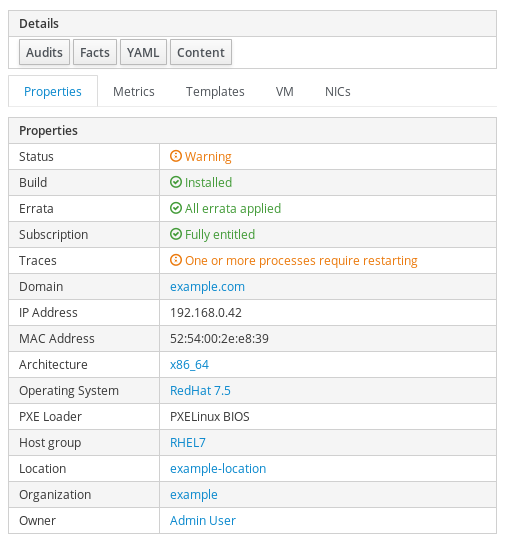 Details
Audits Facts YAML Content
Properties Metrics Templates VM NICs
Properties
Status Warning
Build Installed
Errata All errata applied
Subscription Fully entitled
Traces One or more processes require restarting
Domain example.com
IP Address 192.168.0.42
MAC Address 52:54:00:2e:e8:39
Architecture x86_64
Operating System RedHat 7.5
PXE Loader PXELinux BIOS
Host group RHEL7
Location example-location
Organization example
Owner Admin User